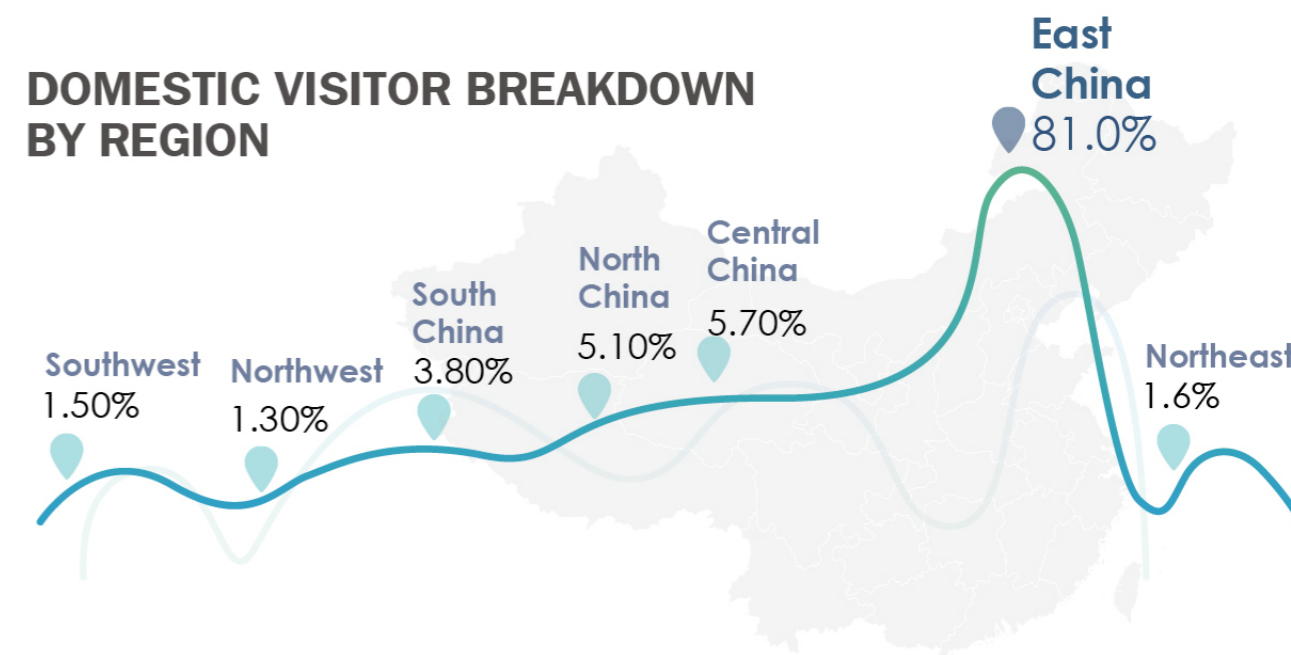 DOMESTIC VISITOR BREAKDOWN
BY REGION
Southwest
1.50%
Northwest
1.30%
South
China
3.80%
North
China
5.10%
Central
China
5.70%
East
China
81.0%
Northeast
1.6%